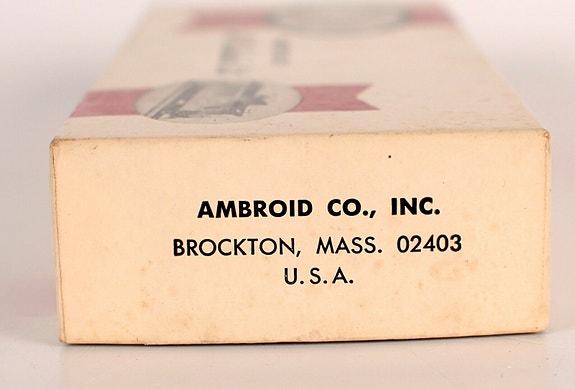 AMBROID CO., INC.
BROCKTON, MASS. 02403
U.S.A.